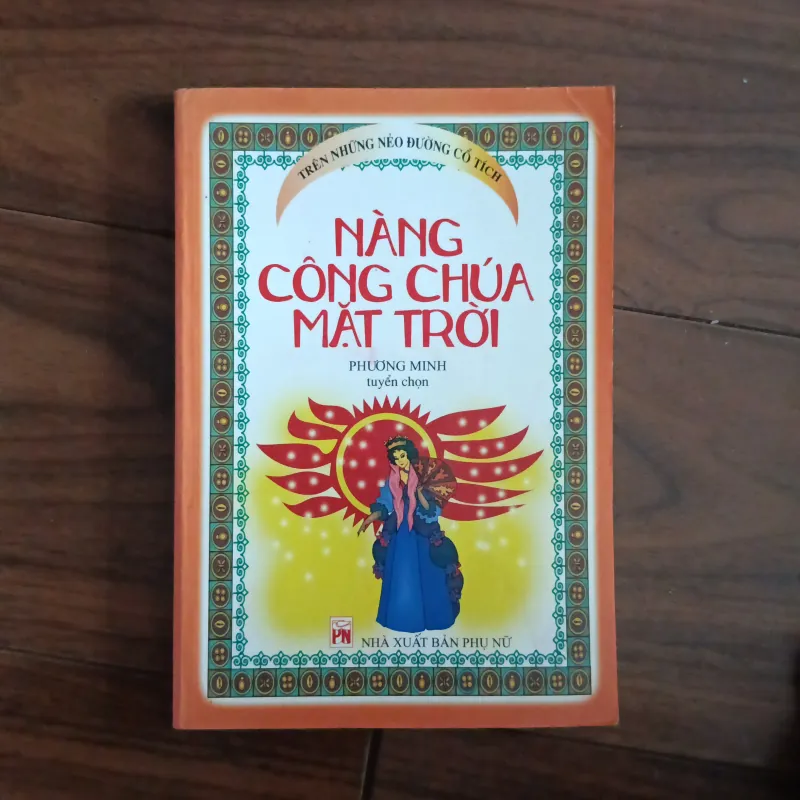 TRÊN NHỮNG NẺO ĐƯỜNG CỔ TÍCH
NÀNG
CÔNG CHÚA
MẶT TRỜI
PHƯƠNG MINH
tuyển chọn
PN
NHÀ XUẤT BẢN PHỤ NỮ